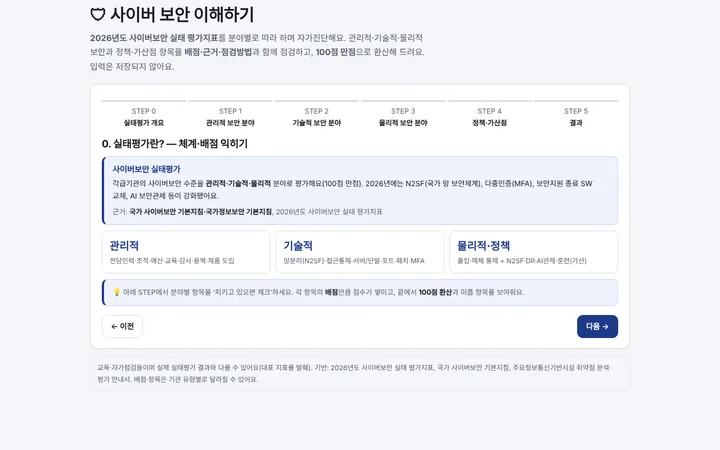 🛡 사이버 보안 이해하기
2026년도 사이버보안 실태 평가지표를 분야별로 따라 하며 자가진단해요. 관리적·기술적·물리적
보안과 정책·가산점 항목을 배점·근거·점검방법과 함께 점검하고, 100점 만점으로 환산해 드려요.
입력은 저장되지 않아요.
STEP 0
실태평가 개요
STEP 1
관리적 보안 분야
STEP 2
기술적 보안 분야
STEP 3
물리적 보안 분야
STEP 4
정책·가산점
STEP 5
결과
0. 실태평가란? — 체계·배점 익히기
사이버보안 실태평가
각급기관의 사이버보안 수준을 관리적·기술적·물리적 분야로 평가해요(100점 만점). 2026년에는 N2SF(국가 망 보안체계), 다중인증(MFA), 보안지원 종료 SW
교체, AI 보안관제 등이 강화됐어요.
근거: 국가 사이버보안 기본지침·국가정보보안 기본지침, 2026년도 사이버보안 실태 평가지표
관리적
전담인력·조직·예산·교육·감사·용역·제품 도입
기술적
망분리(N2SF)·접근통제·서버/단말·포트·패치·MFA
물리적·정책
출입·매체 통제 + N2SF·DR·AI관제·훈련(가산)
💡 아래 STEP에서 분야별 항목을 '지키고 있으면 체크'하세요. 각 항목의 배점만큼 점수가 쌓이고, 끝에서 100점 환산과 미흡 항목을 보여줘요.
← 이전
다음 →
교육·자가점검용이며 실제 실태평가 결과와 다를 수 있어요(대표 지표를 발췌). 기반: 2026년도 사이버보안 실태 평가지표, 국가 사이버보안 기본지침, 주요정보통신기반시설 취약점 분석·
평가 안내서. 배점·항목은 기관 유형별로 달라질 수 있어요.